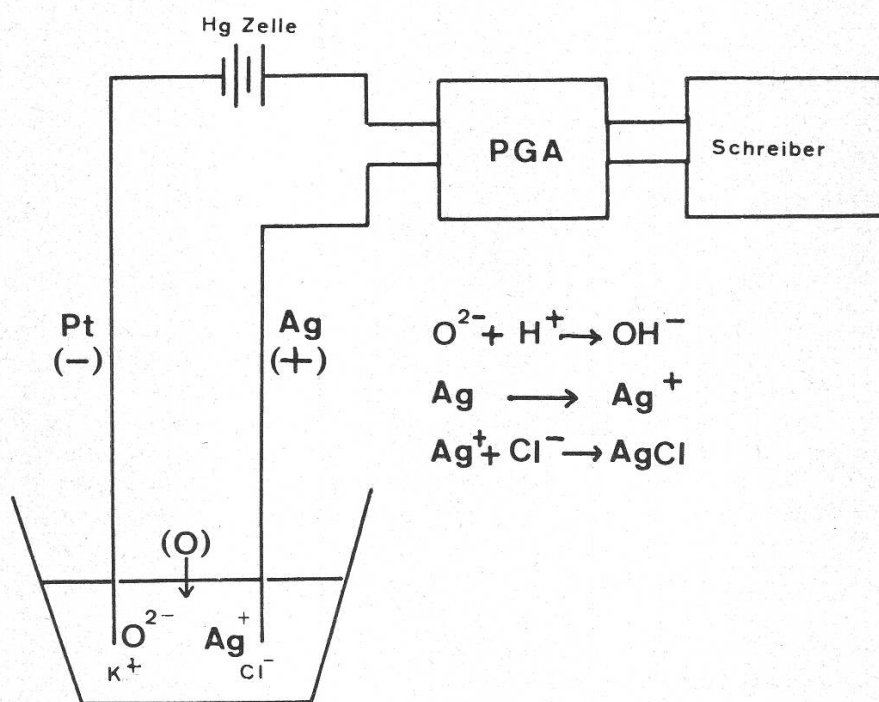 Hg Zelle
PGA
Schreiber
Pt
(−)
Ag
(+)
O²⁻ + H⁺ → OH⁻
Ag → Ag⁺
Ag⁺ + Cl⁻ → AgCl
(O)
O²⁻
K⁺
Ag⁺
Cl⁻